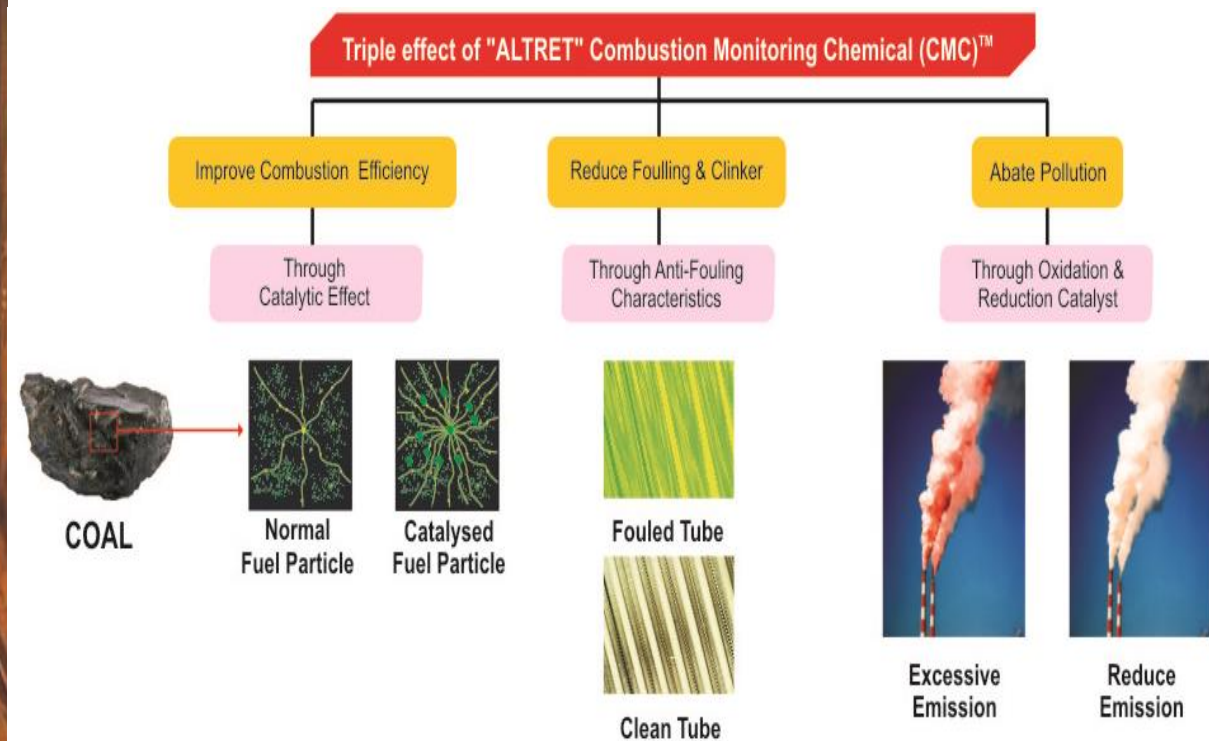 Triple effect of "ALTRET" Combustion Monitoring Chemical (CMC)™
Improve Combustion Efficiency
Reduce Foulling & Clinker
Abate Pollution
Through
Catalytic Effect
Through Anti-Fouling
Characteristics
Through Oxidation &
Reduction Catalyst
COAL
Normal
Fuel Particle
Catalysed
Fuel Particle
Fouled Tube
Clean Tube
Excessive
Emission
Reduce
Emission